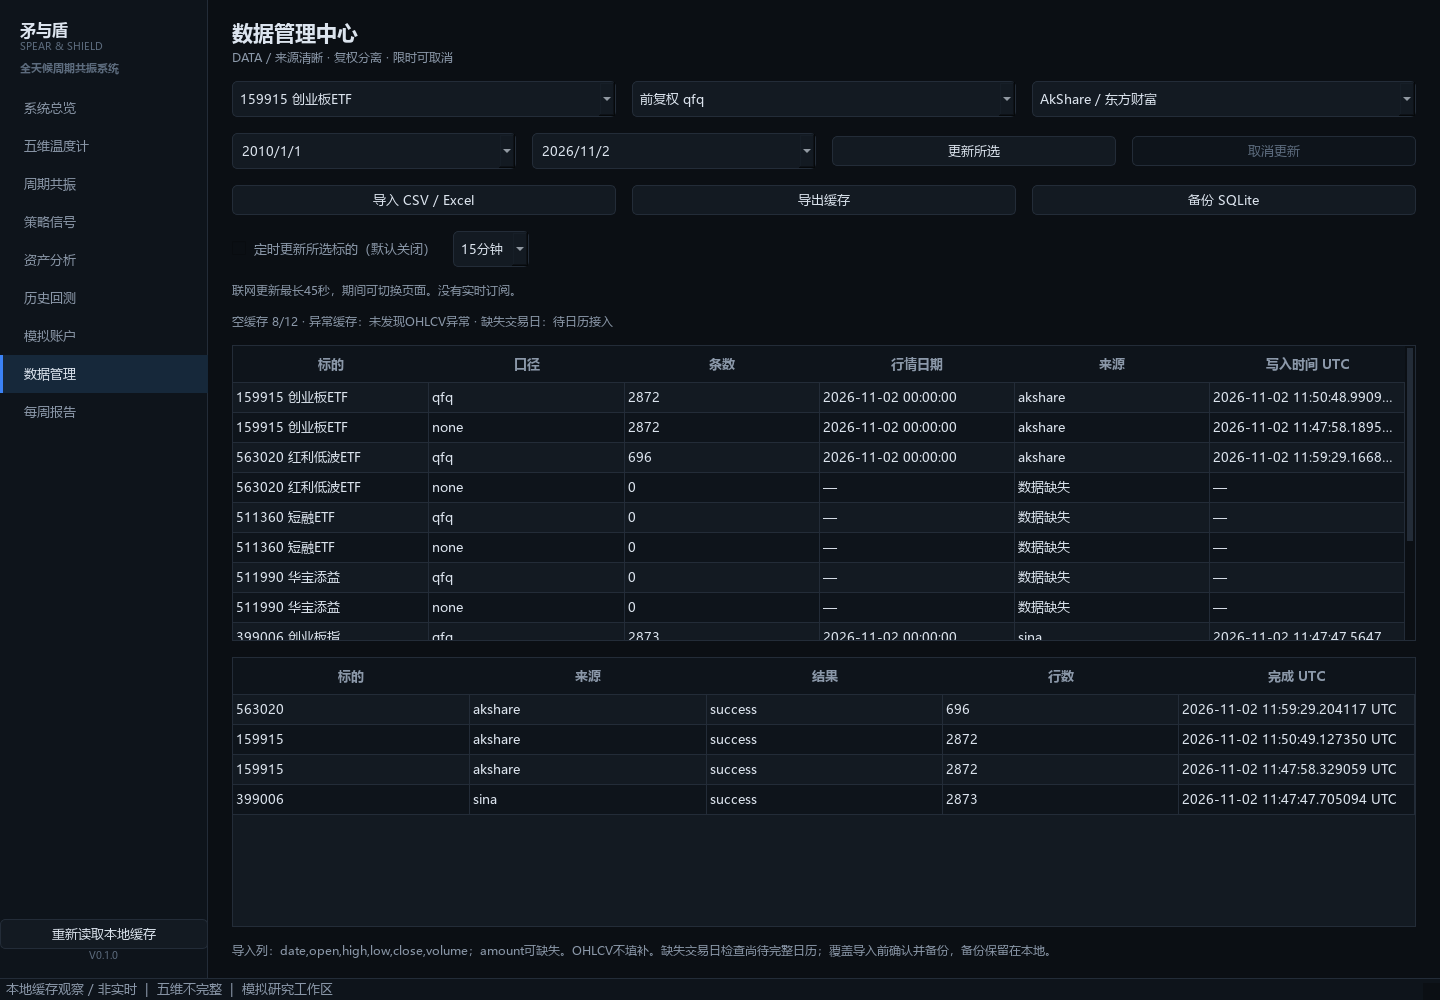 矛与盾
SPEAR & SHIELD
全天候周期共振系统
系统总览
五维温度计
周期共振
策略信号
资产分析
历史回测
模拟账户
数据管理
每周报告
重新读取本地缓存
V0.1.0
数据管理中心
DATA / 来源清晰 · 复权分离 · 限时可取消
159915 创业板ETF
前复权 qfq
AkShare / 东方财富
2010/1/1
2026/11/2
更新所选
取消更新
导入 CSV / Excel
导出缓存
备份 SQLite
定时更新所选标的（默认关闭）
15分钟
联网更新最长45秒，期间可切换页面。没有实时订阅。
空缓存 8/12 · 异常缓存：未发现OHLCV异常 · 缺失交易日：待日历接入
标的 口径 条数 行情日期 来源 写入时间 UTC
159915 创业板ETF qfq 2872 2026-11-02 00:00:00 akshare 2026-11-02 11:50:48.9909...
159915 创业板ETF none 2872 2026-11-02 00:00:00 akshare 2026-11-02 11:47:58.1895...
563020 红利低波ETF qfq 696 2026-11-02 00:00:00 akshare 2026-11-02 11:59:29.1668...
563020 红利低波ETF none 0 — 数据缺失 —
511360 短融ETF qfq 0 — 数据缺失 —
511360 短融ETF none 0 — 数据缺失 —
511990 华宝添益 qfq 0 — 数据缺失 —
511990 华宝添益 none 0 — 数据缺失 —
399006 创业板指 qfq 2873 2026-11-02 00:00:00 sina 2026-11-02 11:47:47.5647
标的 来源 结果 行数 完成 UTC
563020 akshare success 696 2026-11-02 11:59:29.204117 UTC
159915 akshare success 2872 2026-11-02 11:50:49.127350 UTC
159915 akshare success 2872 2026-11-02 11:47:58.329059 UTC
399006 sina success 2873 2026-11-02 11:47:47.705094 UTC
导入列：date,open,high,low,close,volume；amount可缺失。OHLCV不填补。缺失交易日检查尚待完整日历；覆盖导入前确认并备份，备份保留在本地。
本地缓存观察 / 非实时 | 五维不完整 | 模拟研究工作区